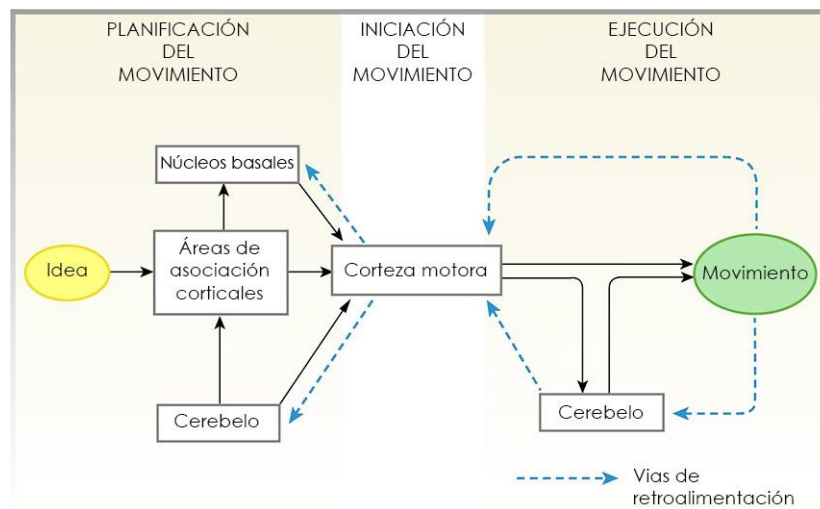 PLANIFICACIÓN
DEL
MOVIMIENTO
INICIACIÓN
DEL
MOVIMIENTO
EJECUCIÓN
DEL
MOVIMIENTO
Núcleos basales
Idea
Áreas de
asociación
corticales
Corteza motora
Movimiento
Cerebelo
Cerebelo
Vias de
retroalimentación